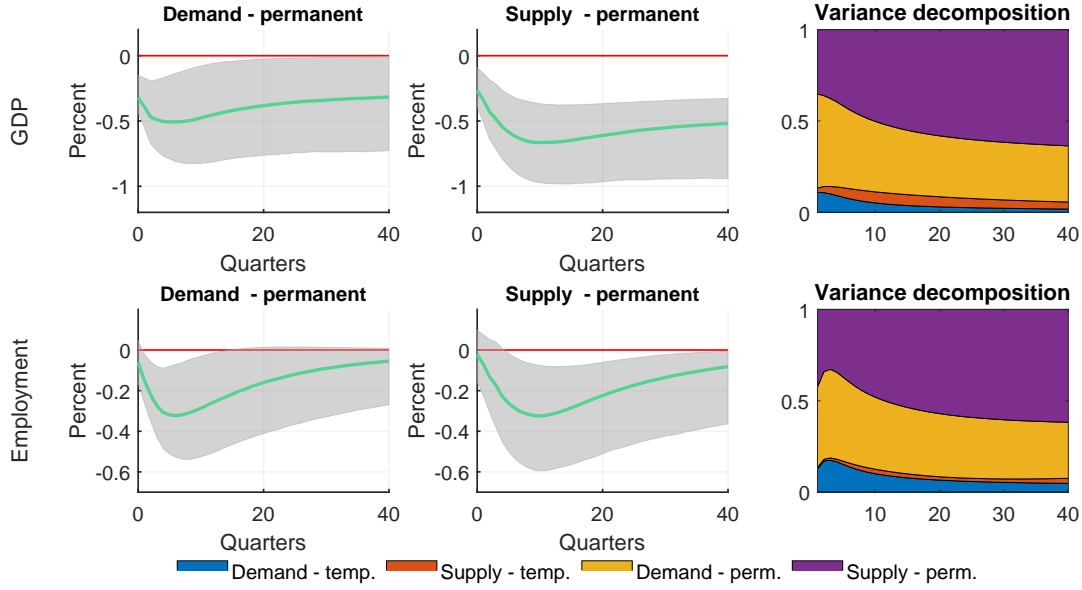 Demand - permanent
Supply - permanent
Variance decomposition
GDP
Percent
0
-0.5
-1
0 20 40
Quarters
Percent
0
-0.5
-1
0 20 40
Quarters
1
0.5
0
10 20 30 40
Demand - permanent
Supply - permanent
Variance decomposition
Employment
Percent
0
-0.2
-0.4
-0.6
0 20 40
Quarters
Percent
0
-0.2
-0.4
-0.6
0 20 40
Quarters
1
0.5
0
10 20 30 40
Demand - temp. Supply - temp. Demand - perm. Supply - perm.